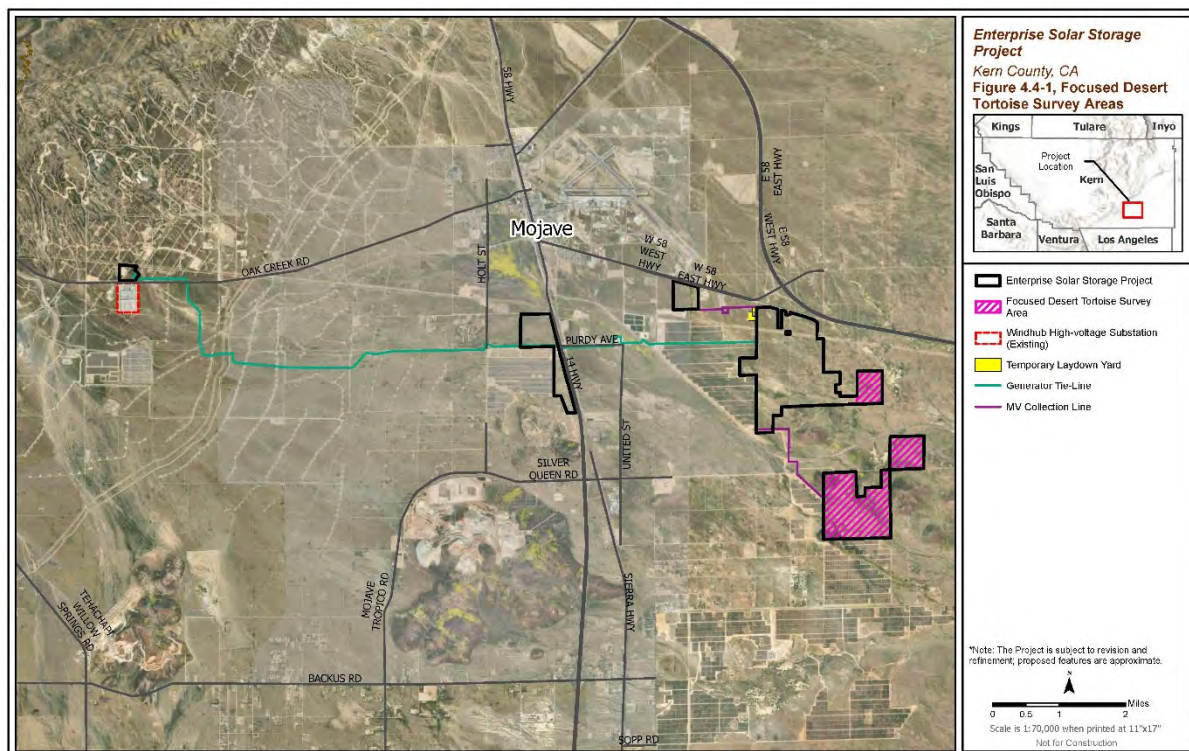 Enterprise Solar Storage
Project
Kern County, CA
Figure 4.4-1, Focused Desert
Tortoise Survey Areas
Kings
Tulare
Inyo
Project
Location
San
Luis
Obispo
Kern
Santa
Barbara
Ventura
Los Angeles
Enterprise Solar Storage Project
Focused Desert Tortoise Survey
Area
Windhub High-voltage Substation
(Existing)
Temporary Laydown Yard
Generator Tie-Line
MV Collection Line
*Note: The Project is subject to revision and
refinement; proposed features are approximate.
N
Miles
0 0.5 1 2
Scale is 1:70,000 when printed at 11"x17"
Not for Construction
58 HWY
E 58
EAST HWY
E 58
WEST HWY
Mojave
W 58
WEST
HWY
W 58
EAST HWY
OAK CREEK RD
HOLT ST
PURDY AVE
14 HWY
UNITED ST
SILVER
QUEEN RD
MOJAVE
TROPICO RD
SIERRA HWY
TEHACHAPI
WILLOW
SPRINGS RD
BACKUS RD
SOPP RD